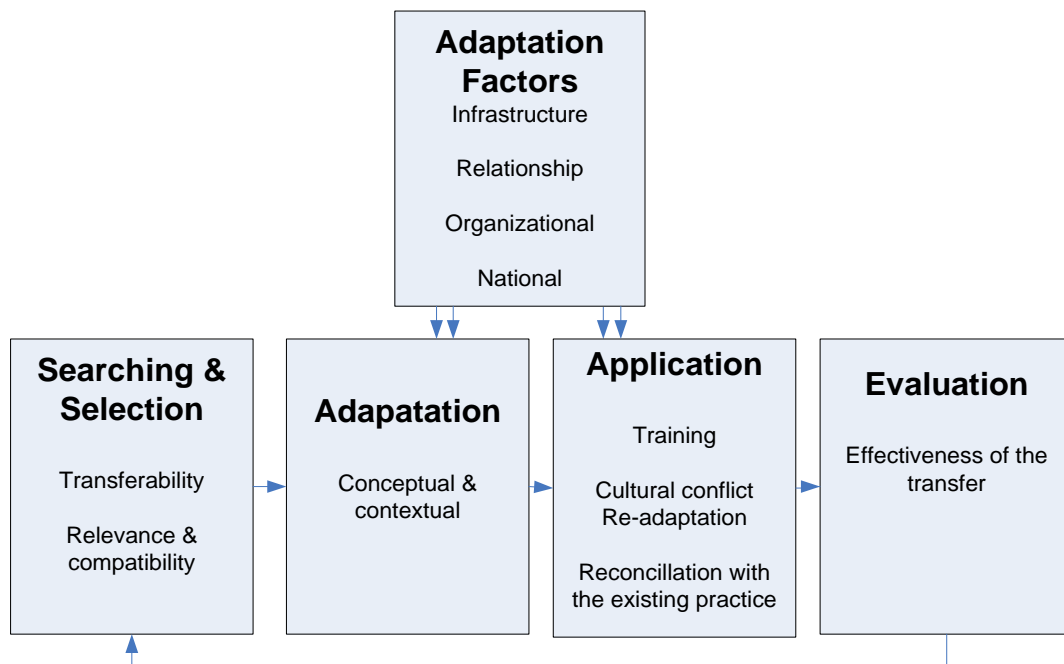 Adaptation
Factors
Infrastructure
Relationship
Organizational
National
Searching &
Selection
Transferability
Relevance &
compatibility
Adapatation
Conceptual &
contextual
Application
Training
Cultural conflict
Re-adaptation
Reconcillation with
the existing practice
Evaluation
Effectiveness of the
transfer